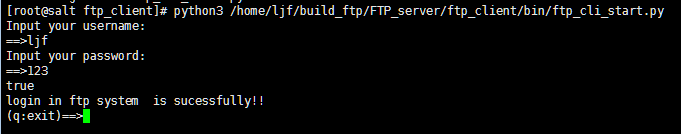 [root@salt ftp_client]# python3 /home/ljf/build_ftp/FTP_server/ftp_client/bin/ftp_cli_start.py
Input your username:
==>ljf
Input your password:
==>123
true
login in ftp system  is sucessfully!!
(q:exit)==>